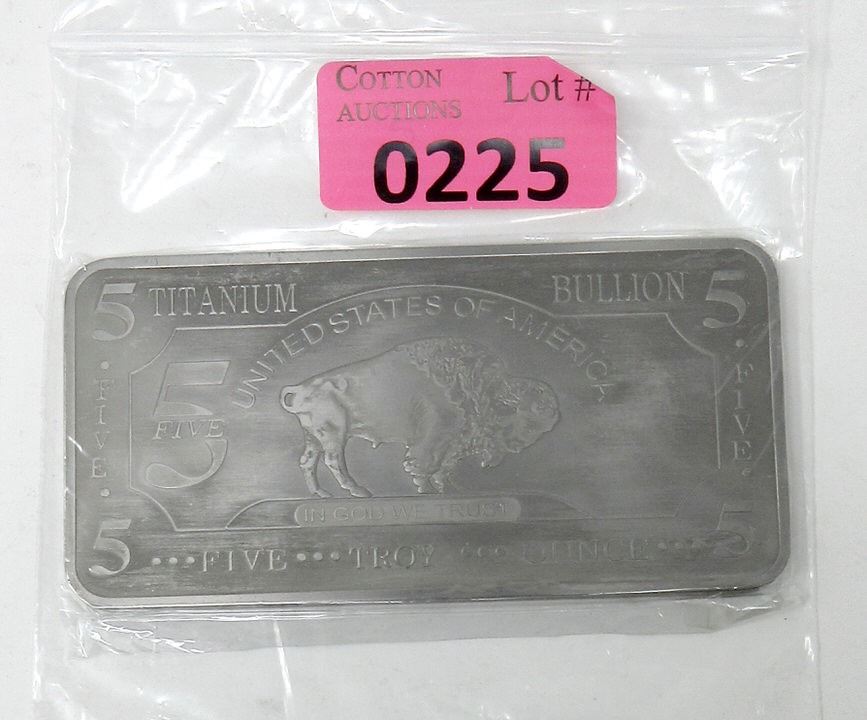 COTTON
AUCTIONS
Lot #
0225
5 TITANIUM BULLION 5
UNITED STATES OF AMERICA
• FIVE •
5
FIVE
• FIVE •
IN GOD WE TRUST
5 •••FIVE•••TROY •••OUNCE••• 5